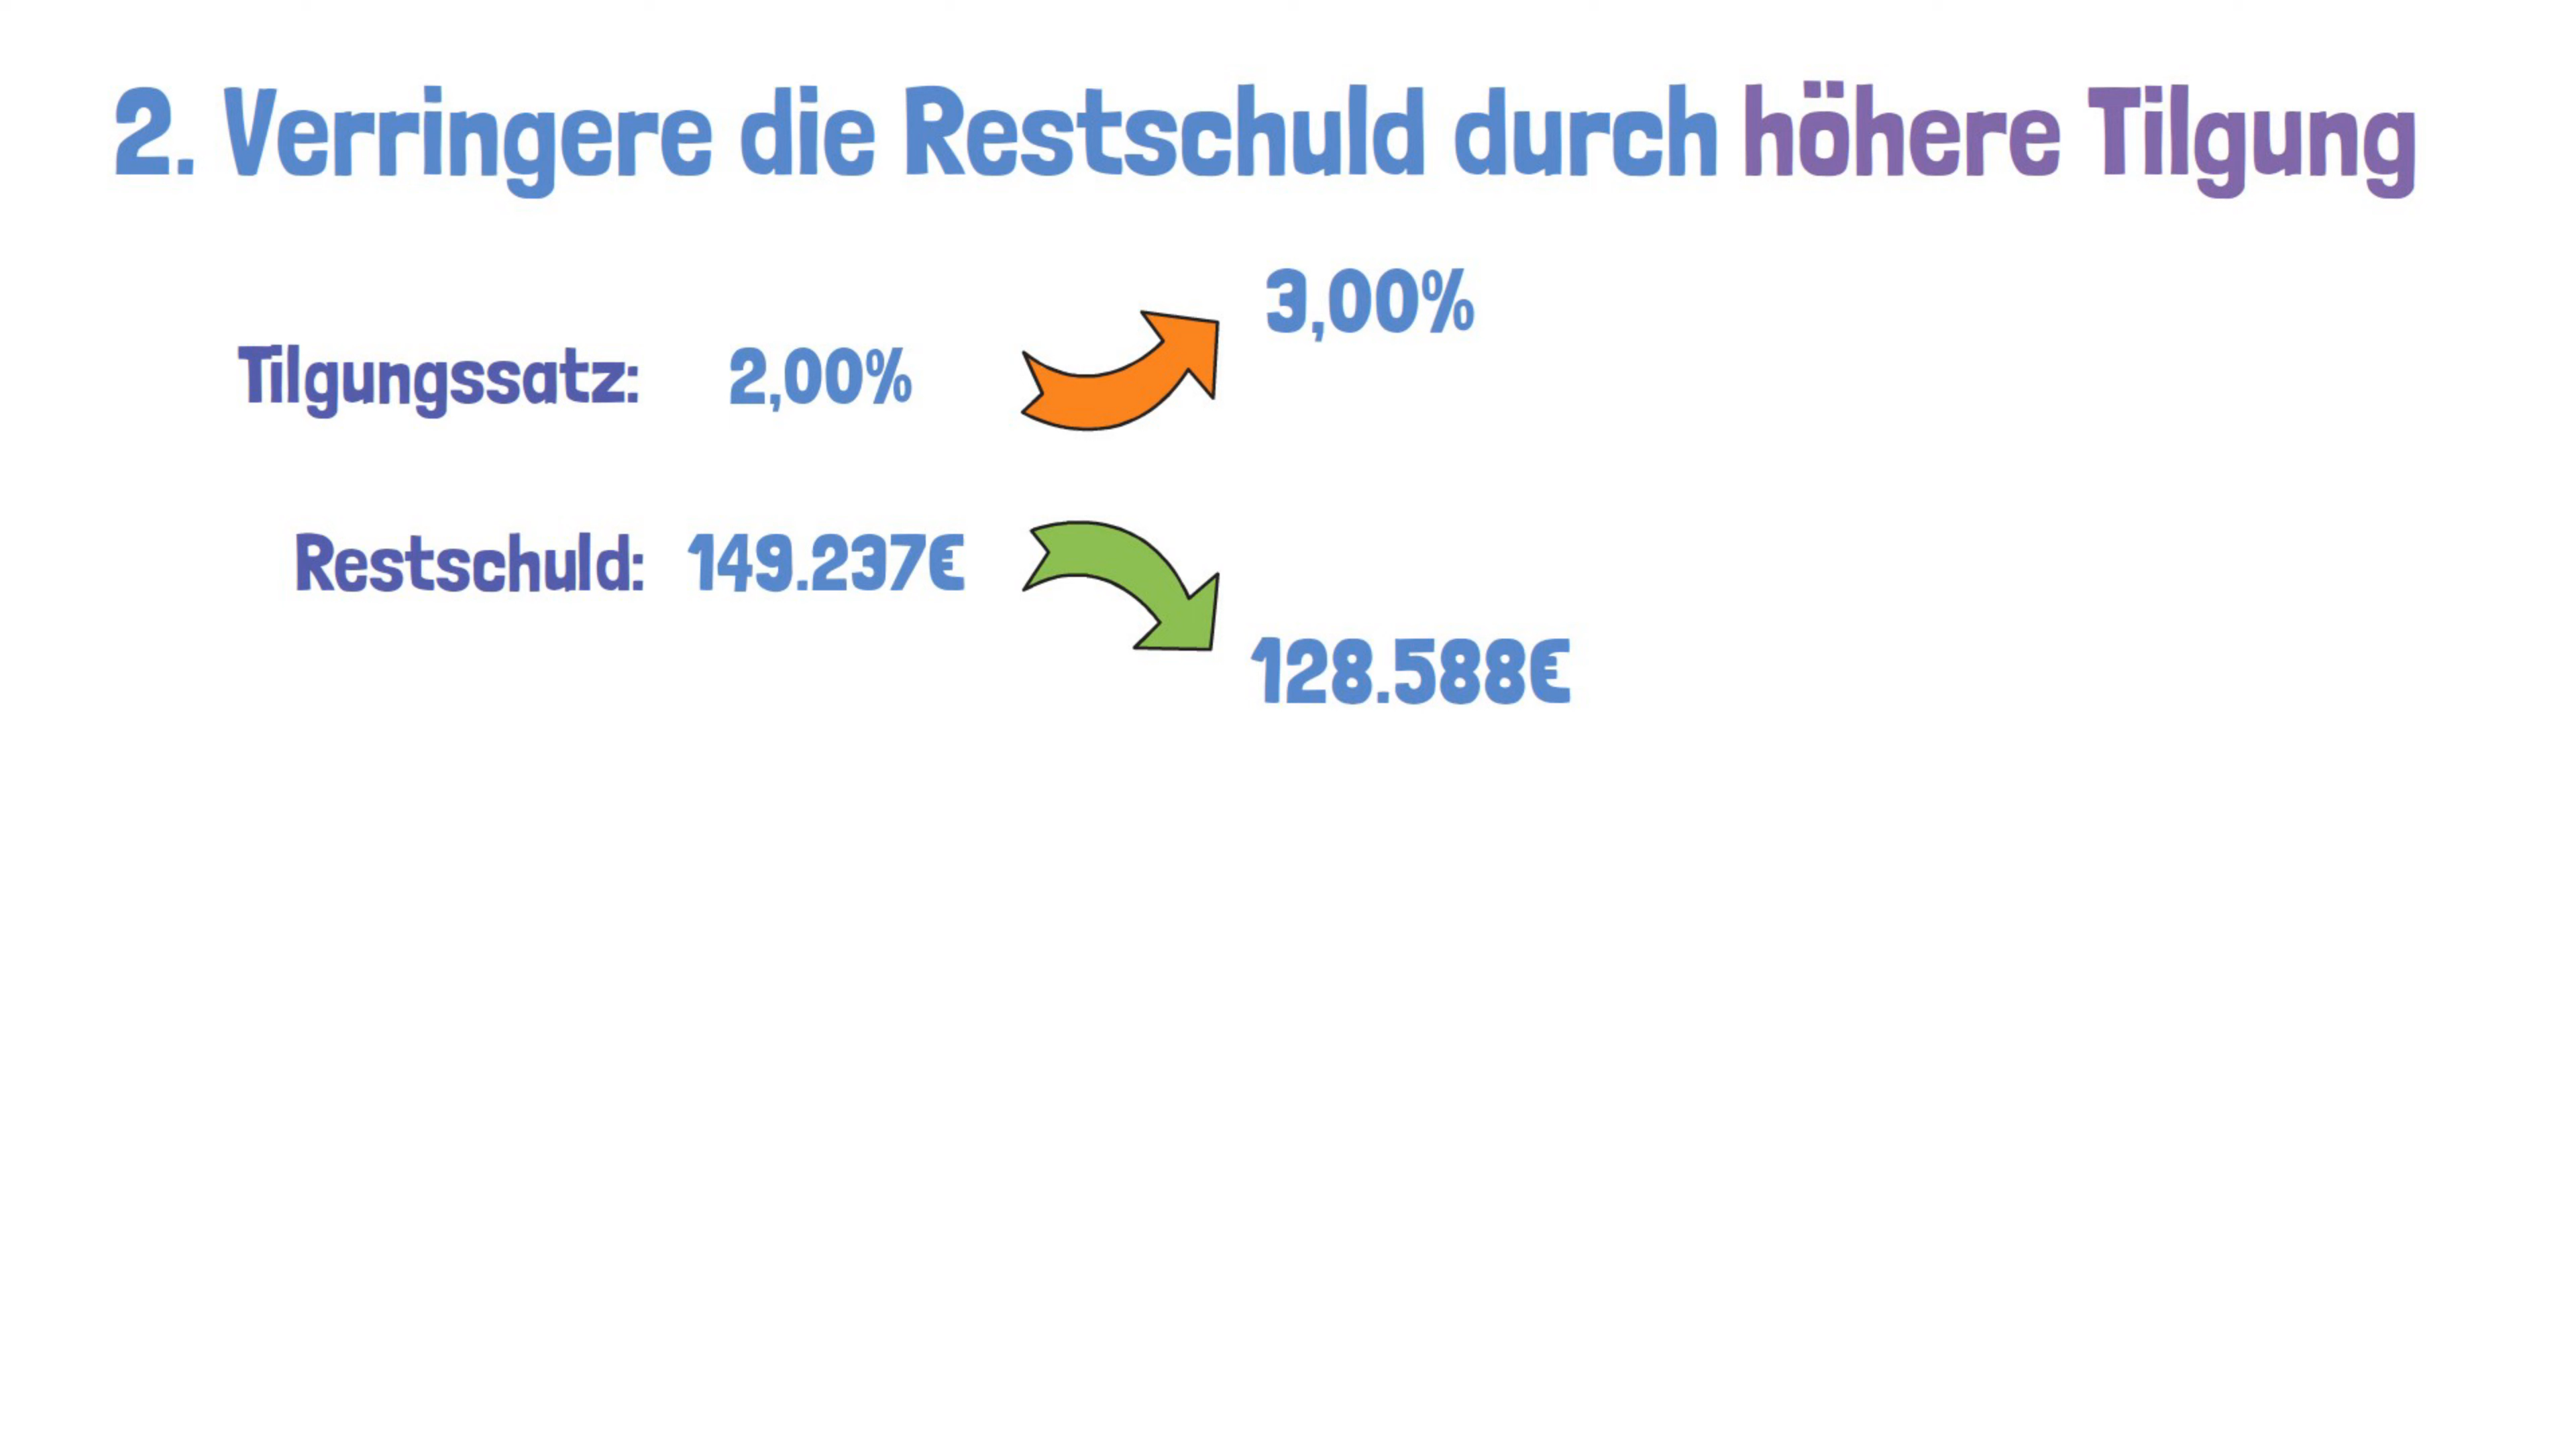 2. Verringere die Restschuld durch höhere Tilgung
3,00%
Tilgungssatz: 2,00%
Restschuld: 149.237€
128.588€